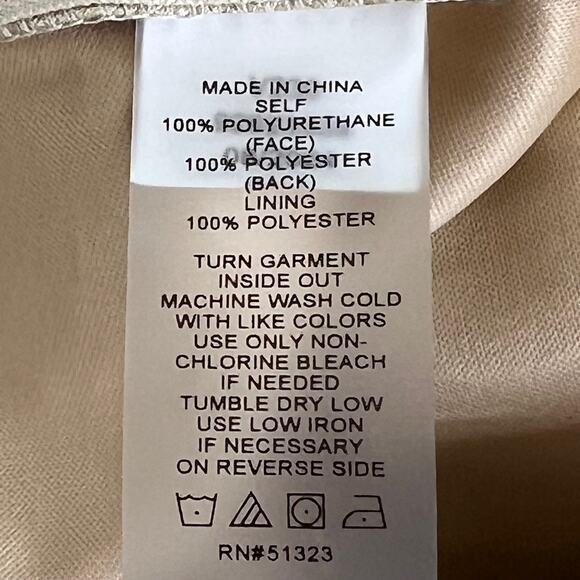 MADE IN CHINA
SELF
100% POLYURETHANE
(FACE)
100% POLYESTER
(BACK)
LINING
100% POLYESTER
TURN GARMENT
INSIDE OUT
MACHINE WASH COLD
WITH LIKE COLORS
USE ONLY NON-
CHLORINE BLEACH
IF NEEDED
TUMBLE DRY LOW
USE LOW IRON
IF NECESSARY
ON REVERSE SIDE
RN#51323